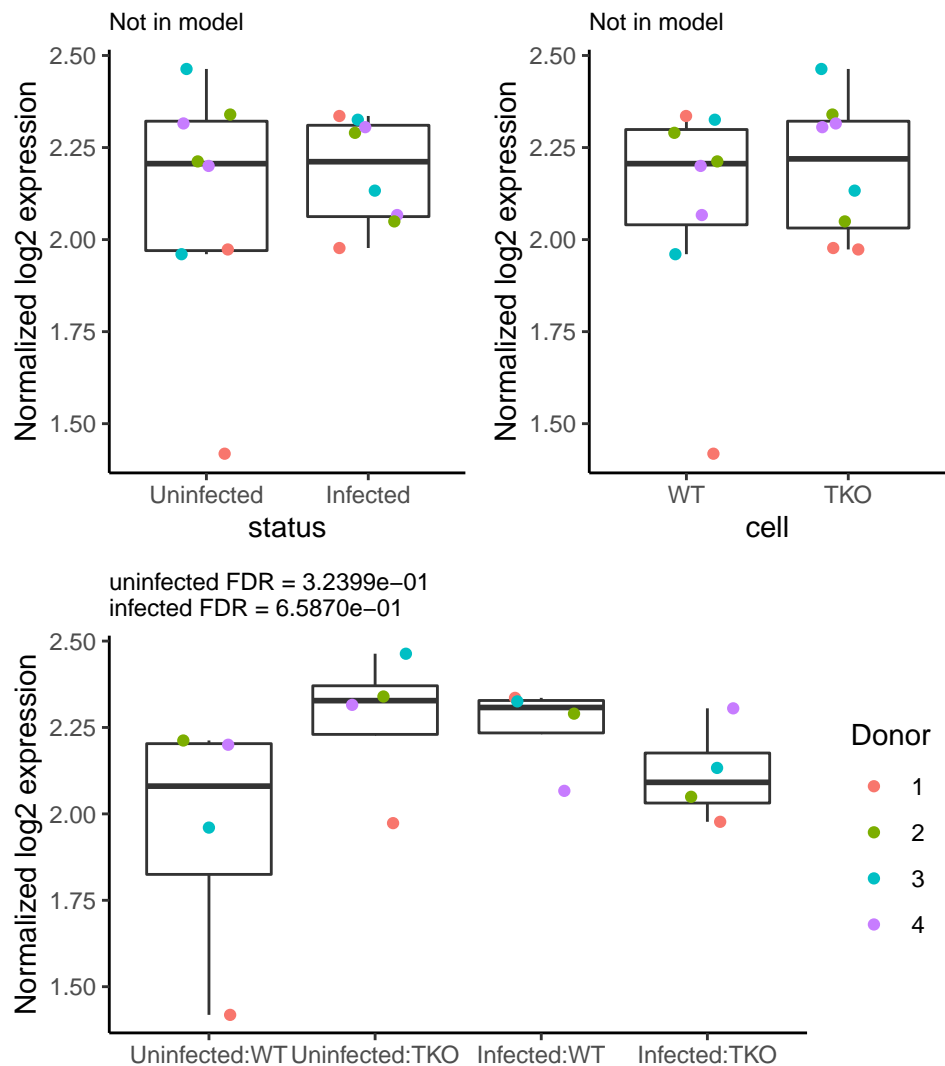 Not in model
Normalized log2 expression
2.50
2.25
2.00
1.75
1.50
Uninfected Infected
status
Not in model
Normalized log2 expression
2.50
2.25
2.00
1.75
1.50
WT TKO
cell
uninfected FDR = 3.2399e−01
infected FDR = 6.5870e−01
Normalized log2 expression
2.50
2.25
2.00
1.75
1.50
Uninfected:WT Uninfected:TKO Infected:WT Infected:TKO
Donor
1
2
3
4